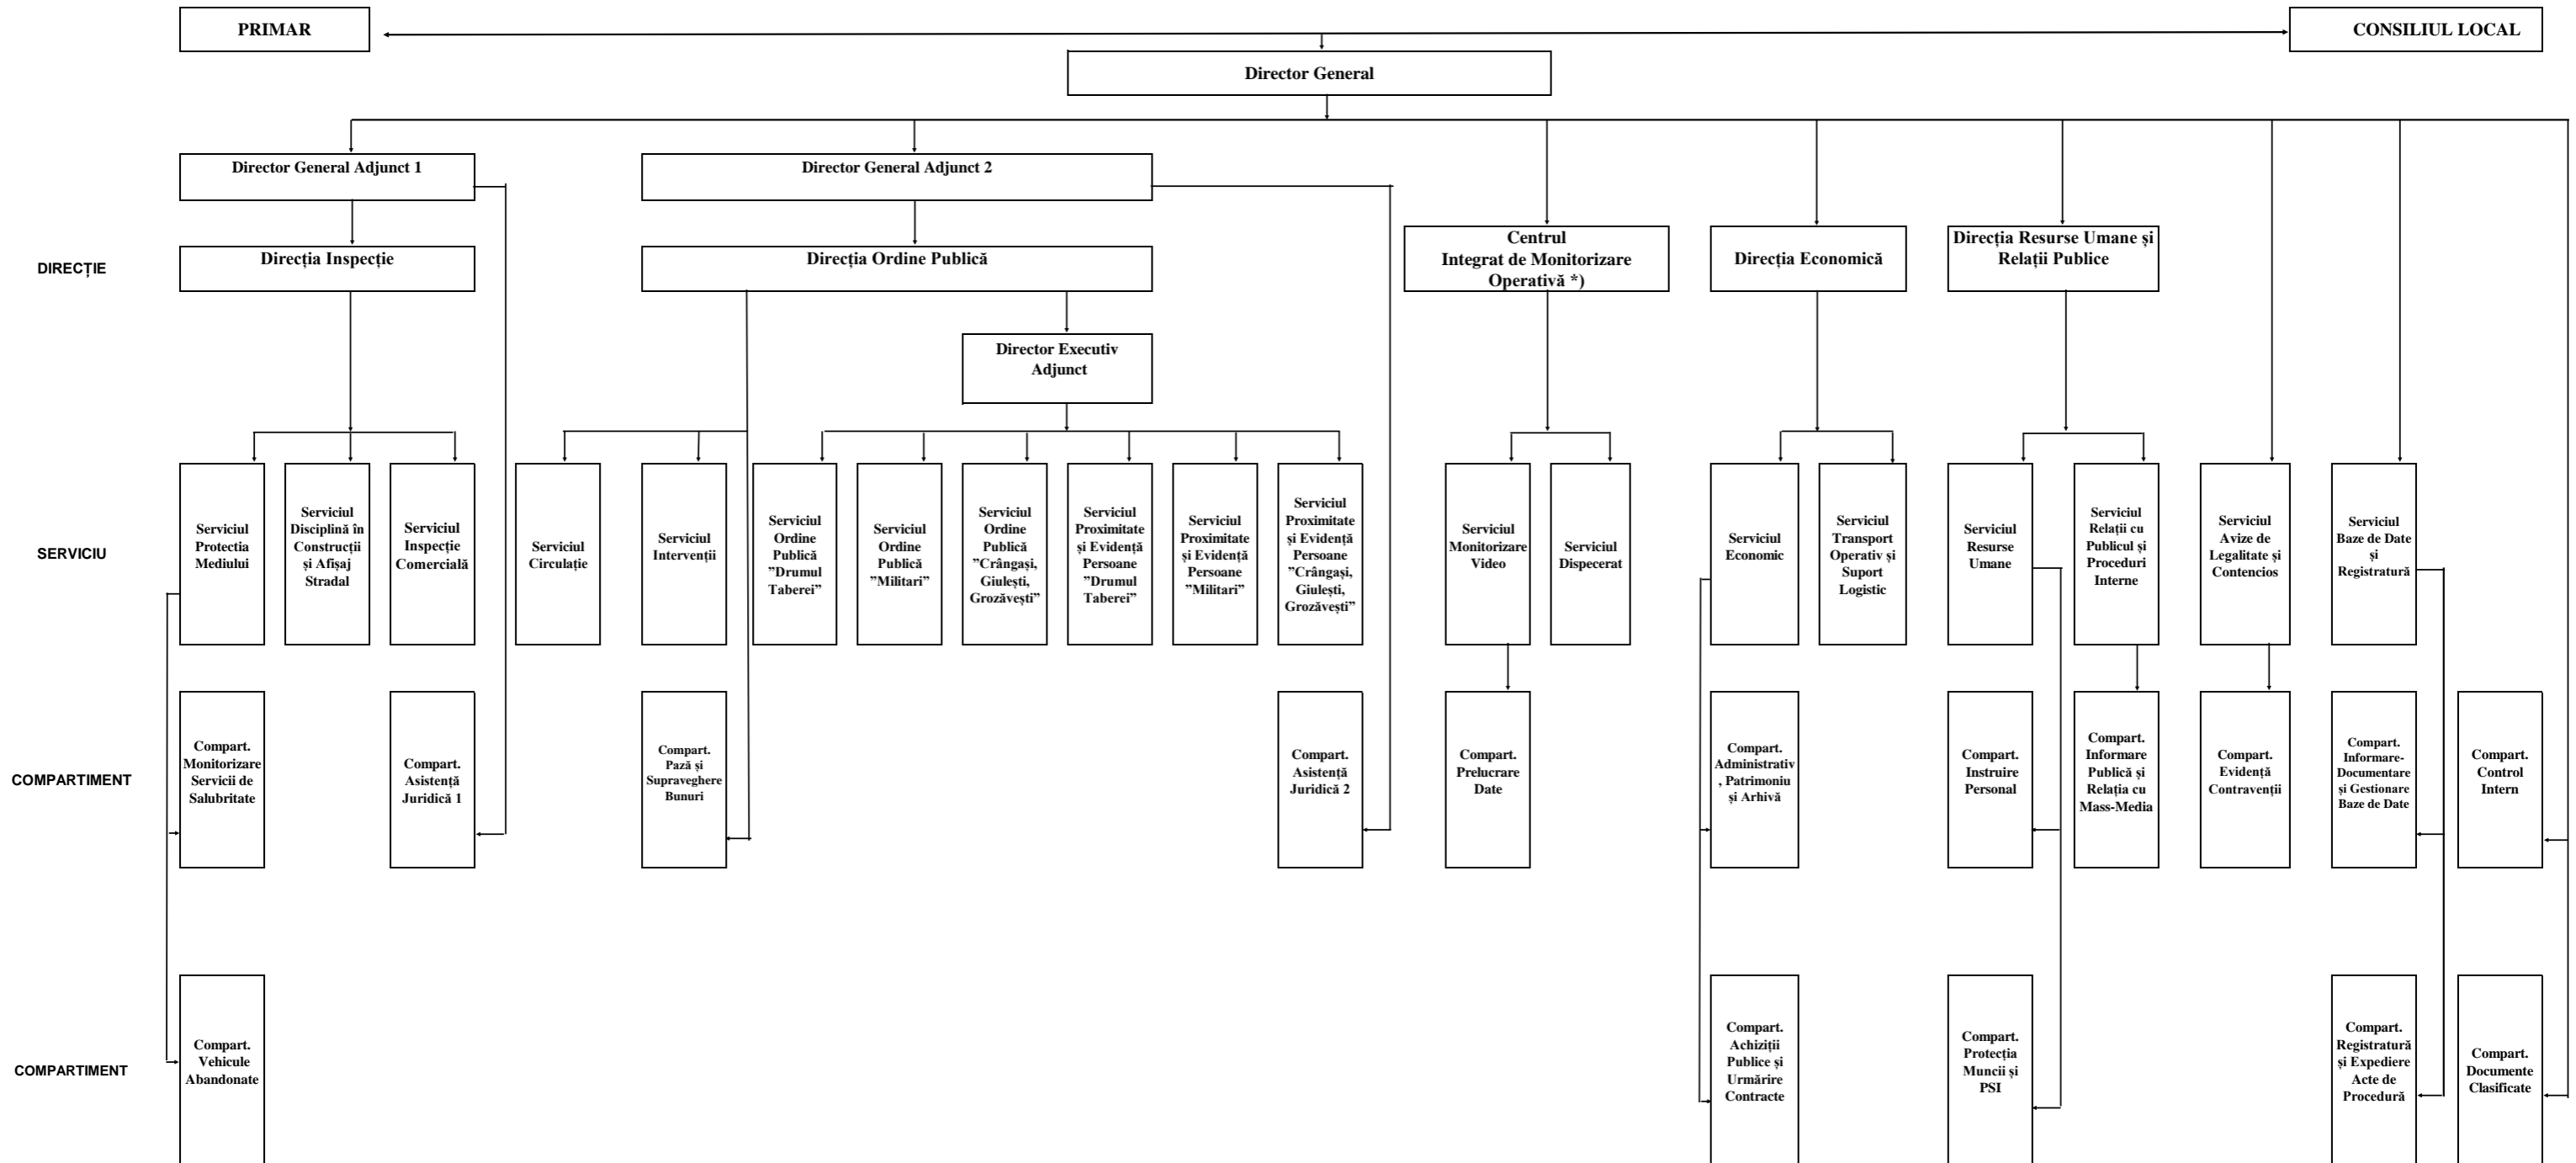 PRIMAR
CONSILIUL LOCAL
Director General
Director General Adjunct 1
Director General Adjunct 2
DIRECȚIE
Direcția Inspecție
Direcția Ordine Publică
Centrul
Integrat de Monitorizare
Operativă *)
Direcția Economică
Direcția Resurse Umane și
Relații Publice
Director Executiv
Adjunct
SERVICIU
Serviciul
Protectia
Mediului
Serviciul
Disciplină în
Construcții
și Afișaj
Stradal
Serviciul
Inspecție
Comercială
Serviciul
Circulație
Serviciul
Intervenții
Serviciul
Ordine
Publică
”Drumul
Taberei”
Serviciul
Ordine
Publică
”Militari”
Serviciul
Ordine
Publică
”Crângași,
Giulești,
Grozăvești”
Serviciul
Proximitate
și Evidență
Persoane
”Drumul
Taberei”
Serviciul
Proximitate
și Evidență
Persoane
”Militari”
Serviciul
Proximitate
și Evidență
Persoane
”Crângași,
Giulești,
Grozăvești”
Serviciul
Monitorizare
Video
Serviciul
Dispecerat
Serviciul
Economic
Serviciul
Transport
Operativ și
Suport
Logistic
Serviciul
Resurse
Umane
Serviciul
Relații cu
Publicul și
Proceduri
Interne
Serviciul
Avize de
Legalitate și
Contencios
Serviciul
Baze de Date
și
Registratură
COMPARTIMENT
Compart.
Monitorizare
Servicii de
Salubritate
Compart.
Asistență
Juridică 1
Compart.
Pază și
Supraveghere
Bunuri
Compart.
Asistență
Juridică 2
Compart.
Prelucrare
Date
Compart.
Administrativ
, Patrimoniu
și Arhivă
Compart.
Instruire
Personal
Compart.
Informare
Publică și
Relația cu
Mass-Media
Compart.
Evidență
Contravenții
Compart.
Informare-
Documentare
și Gestionare
Baze de Date
Compart.
Control
Intern
COMPARTIMENT
Compart.
Vehicule
Abandonate
Compart.
Achiziții
Publice și
Urmărire
Contracte
Compart.
Protecția
Muncii și
PSI
Compart.
Registratură
și Expediere
Acte de
Procedură
Compart.
Documente
Clasificate